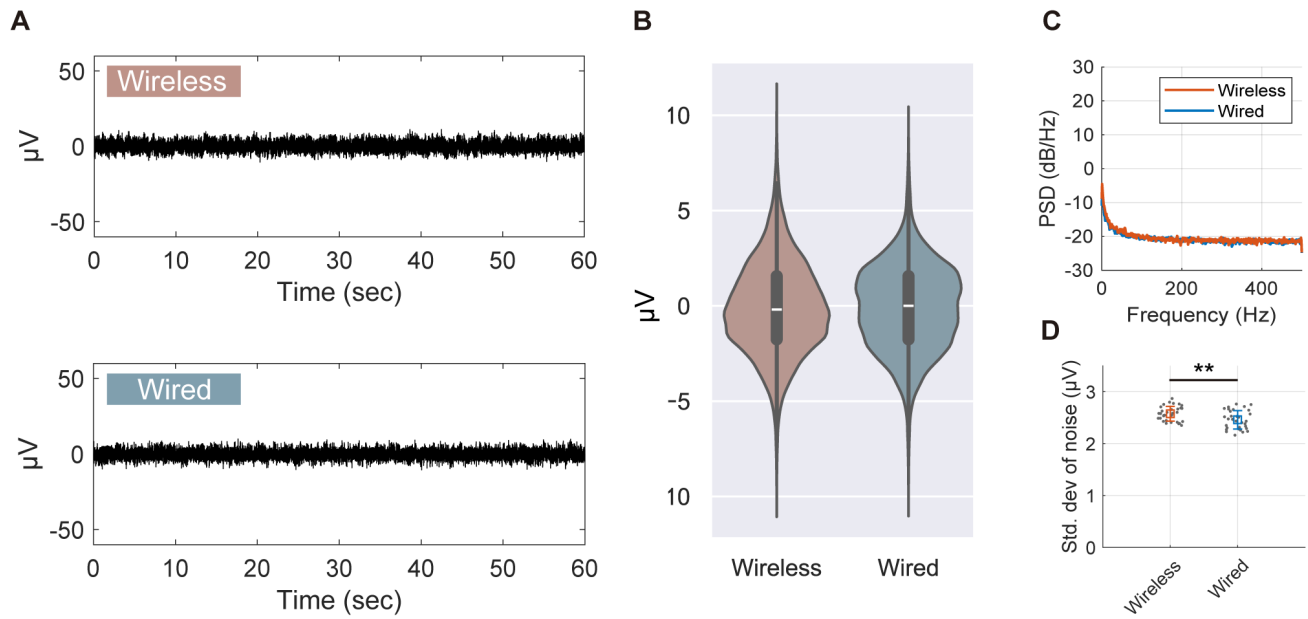 A
50
Wireless
0
-50
µV
0 10 20 30 40 50 60
Time (sec)
50
Wired
0
-50
µV
0 10 20 30 40 50 60
Time (sec)
B
10
5
0
-5
10
µV
Wireless Wired
C
30
20
10
0
-10
-20
-30
PSD (dB/Hz)
Wireless
Wired
0 200 400
Frequency (Hz)
D
**
3
2
1
0
Std. dev of noise (µV)
Wireless
Wired